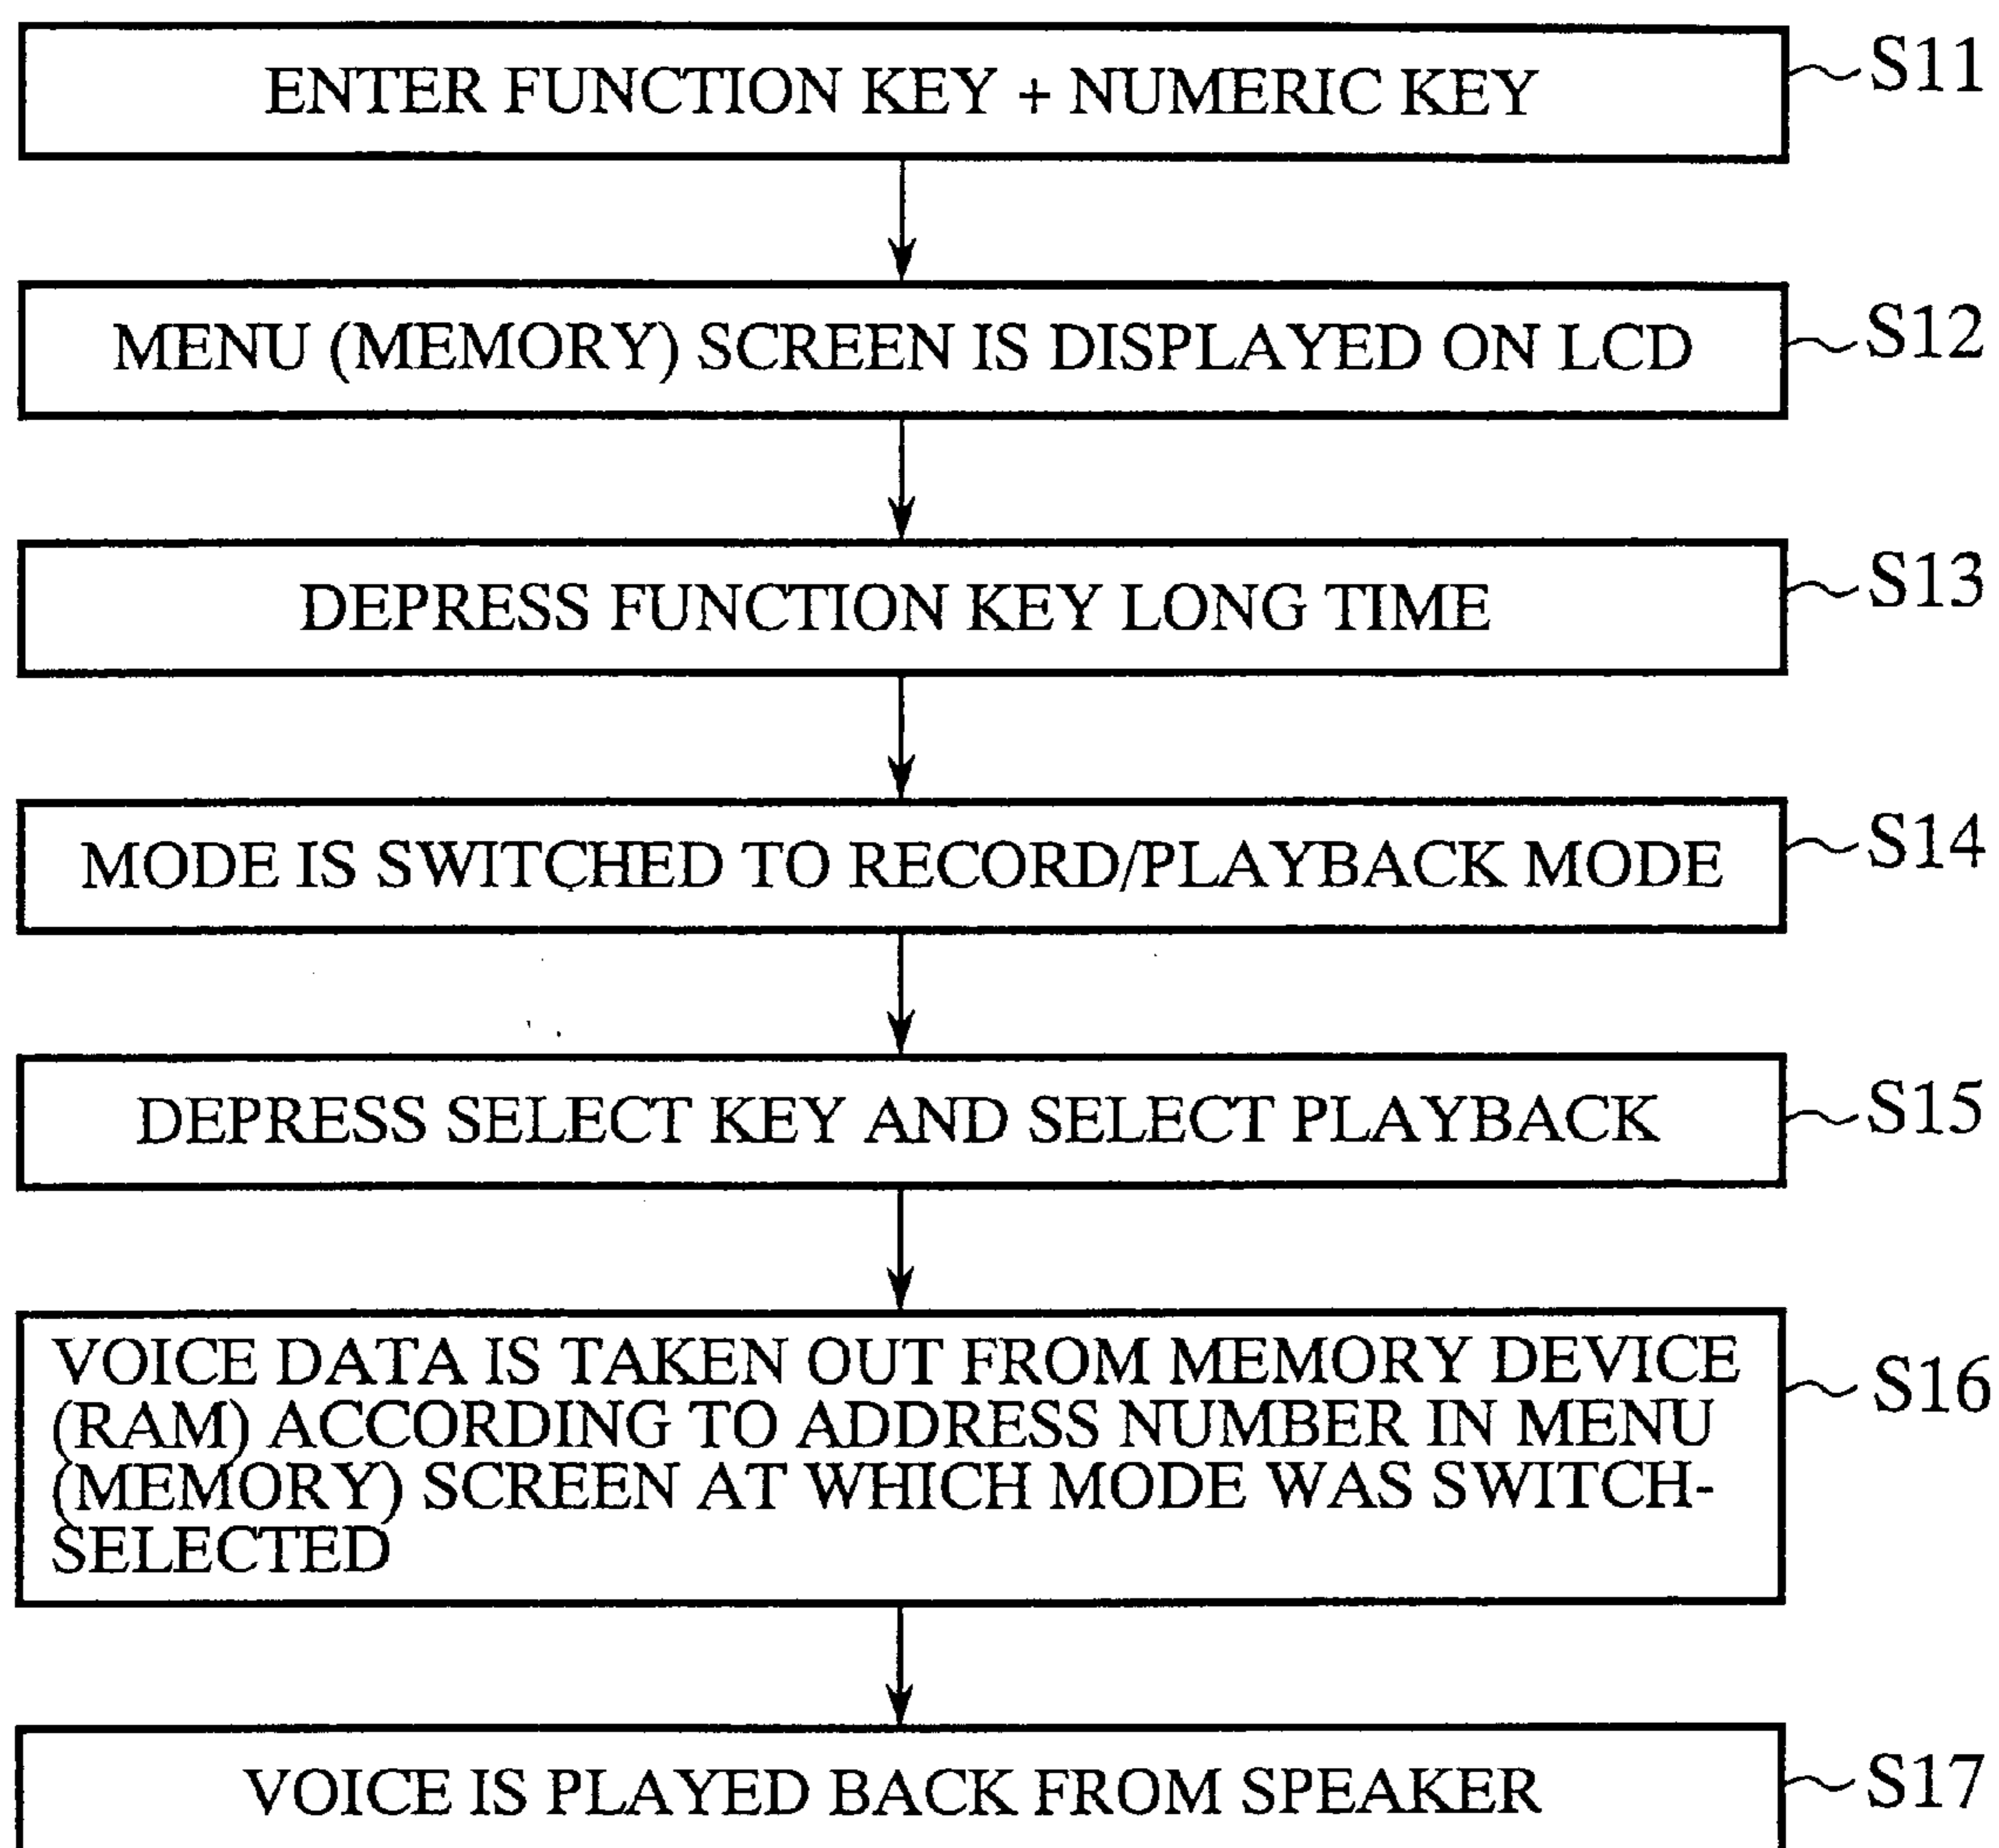 ENTER FUNCTION KEY + NUMERIC KEY
S11
MENU (MEMORY) SCREEN IS DISPLAYED ON LCD
S12
DEPRESS FUNCTION KEY LONG TIME
S13
MODE IS SWITCHED TO RECORD/PLAYBACK MODE
S14
DEPRESS SELECT KEY AND SELECT PLAYBACK
S15
VOICE DATA IS TAKEN OUT FROM MEMORY DEVICE
(RAM) ACCORDING TO ADDRESS NUMBER IN MENU
(MEMORY) SCREEN AT WHICH MODE WAS SWITCH-
SELECTED
S16
VOICE IS PLAYED BACK FROM SPEAKER
S17